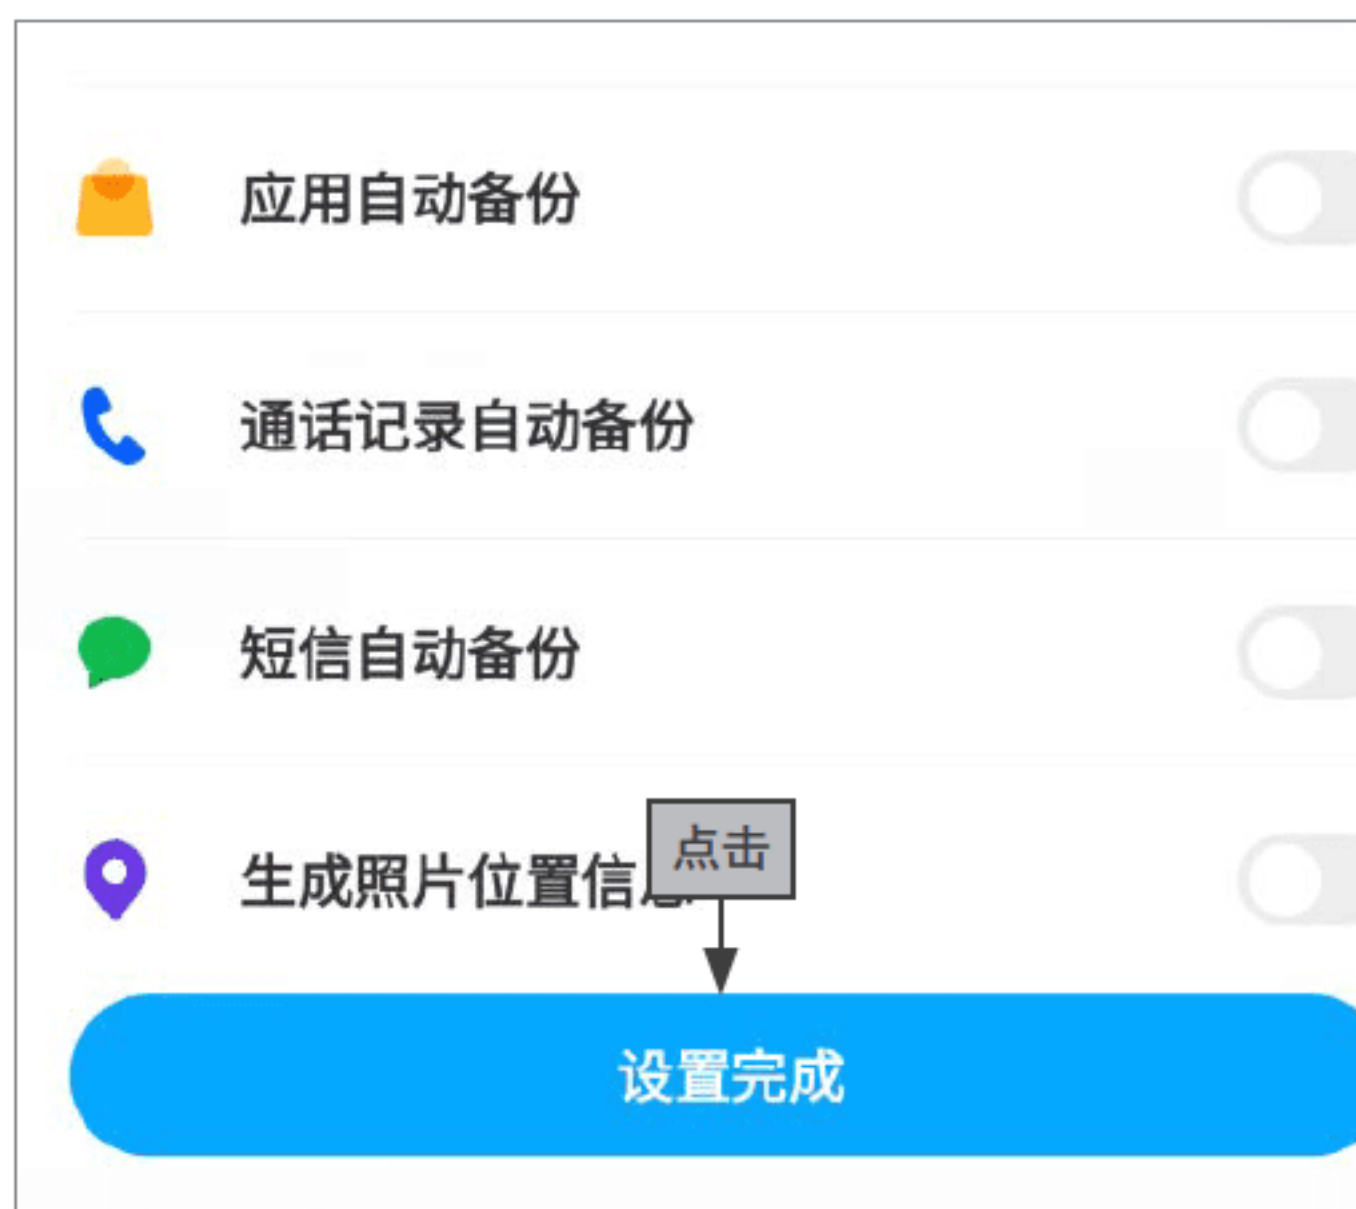 应用自动备份
通话记录自动备份
短信自动备份
点击
生成照片位置信息
设置完成